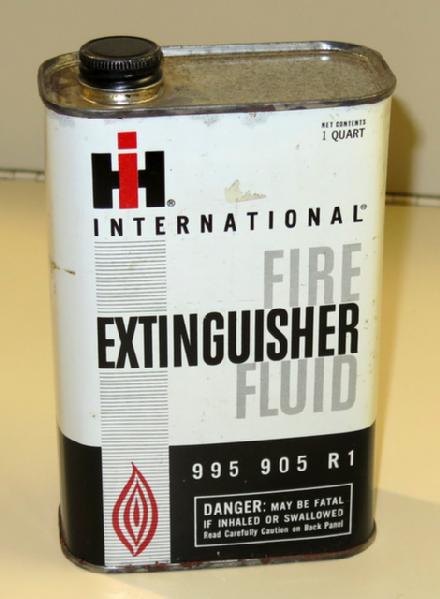 NET CONTENTS
1 QUART
IH®
INTERNATIONAL®
FIRE
EXTINGUISHER
FLUID
995 905 R1
DANGER: MAY BE FATAL
IF INHALED OR SWALLOWED
Read Carefully Caution on Back Panel